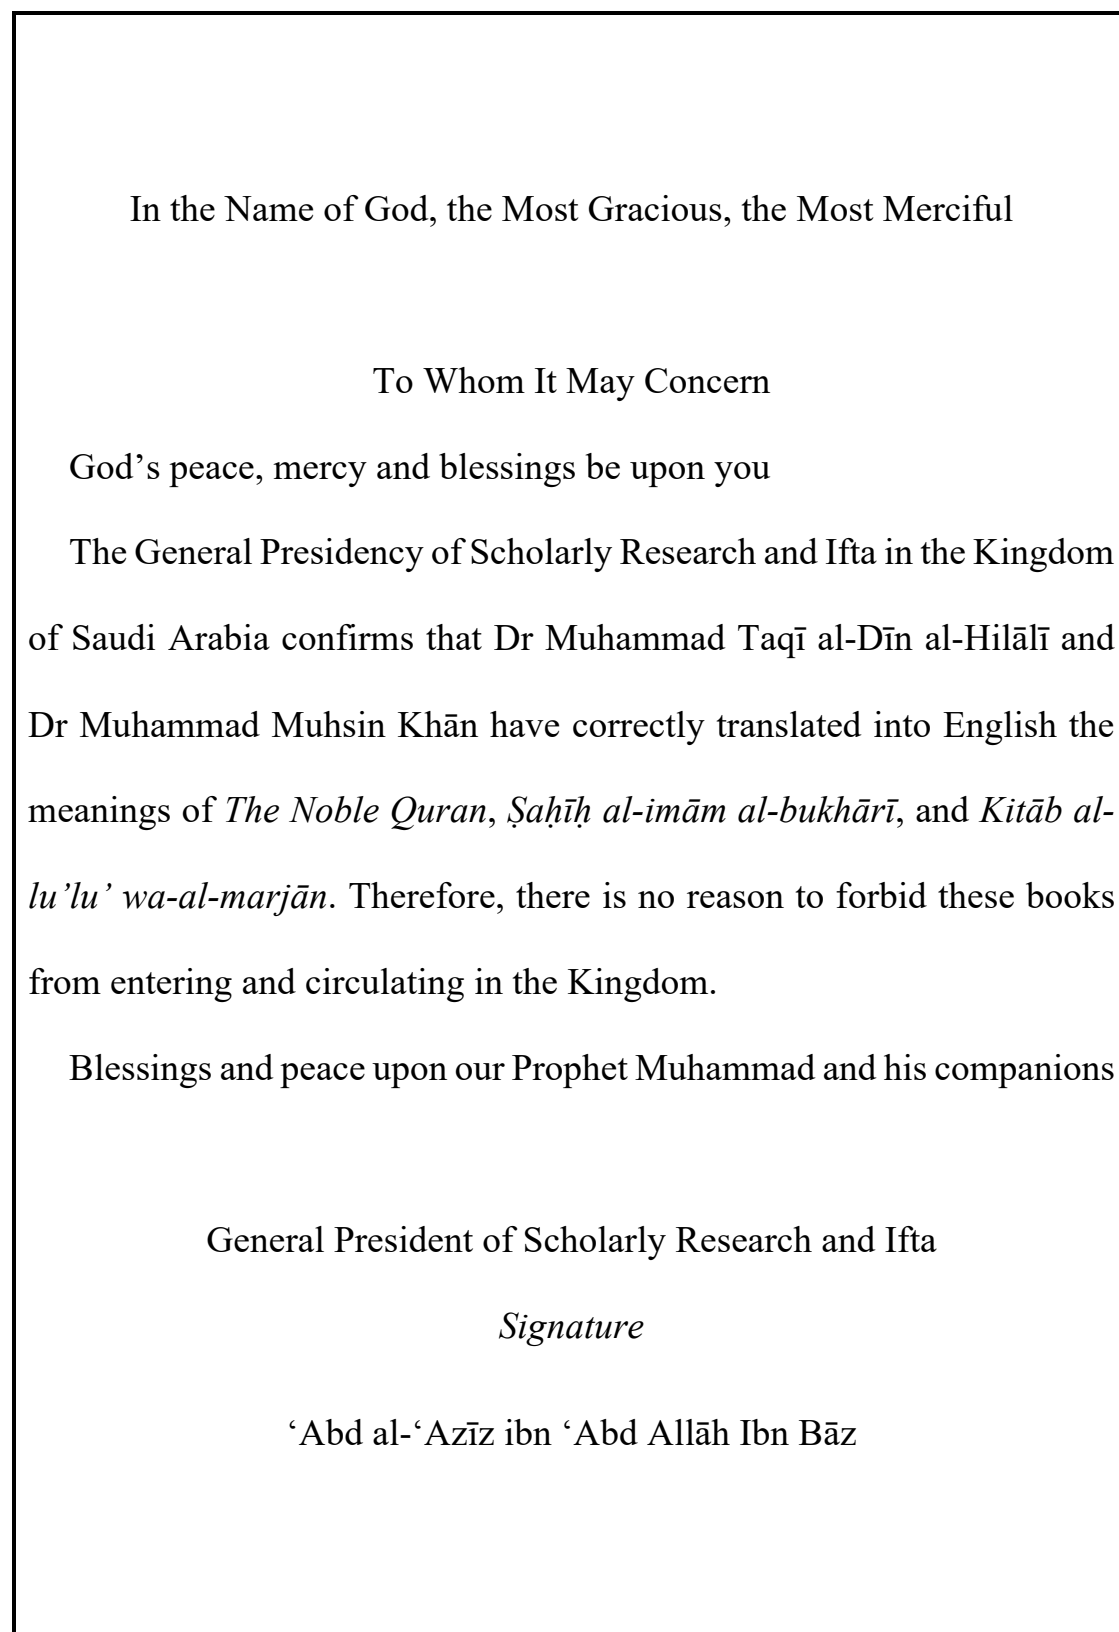 In the Name of God, the Most Gracious, the Most Merciful
To Whom It May Concern
God’s peace, mercy and blessings be upon you
The General Presidency of Scholarly Research and Ifta in the Kingdom
of Saudi Arabia confirms that Dr Muhammad Taqī al-Dīn al-Hilālī and
Dr Muhammad Muhsin Khān have correctly translated into English the
meanings of The Noble Quran, Ṣaḥīḥ al-imām al-bukhārī, and Kitāb al-
lu’lu’ wa-al-marjān. Therefore, there is no reason to forbid these books
from entering and circulating in the Kingdom.
Blessings and peace upon our Prophet Muhammad and his companions
General President of Scholarly Research and Ifta
Signature
‘Abd al-‘Azīz ibn ‘Abd Allāh Ibn Bāz